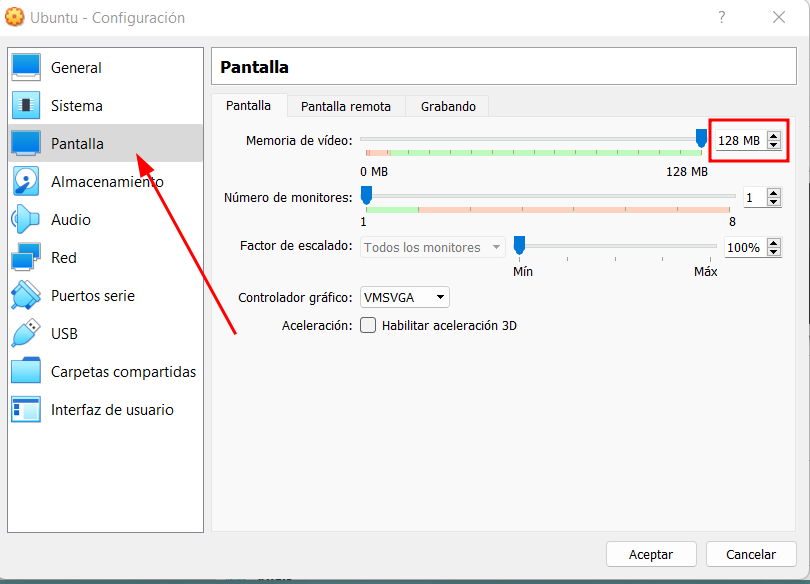 Ubuntu - Configuración
?
General
Sistema
Pantalla
Almacenamiento
Audio
Red
Puertos serie
USB
Carpetas compartidas
Interfaz de usuario
Pantalla
Pantalla Pantalla remota Grabando
Memoria de vídeo: 128 MB
0 MB 128 MB
Número de monitores: 1
1 8
Factor de escalado: Todos los monitores 100%
Mín Máx
Controlador gráfico: VMSVGA
Aceleración: Habilitar aceleración 3D
Aceptar Cancelar